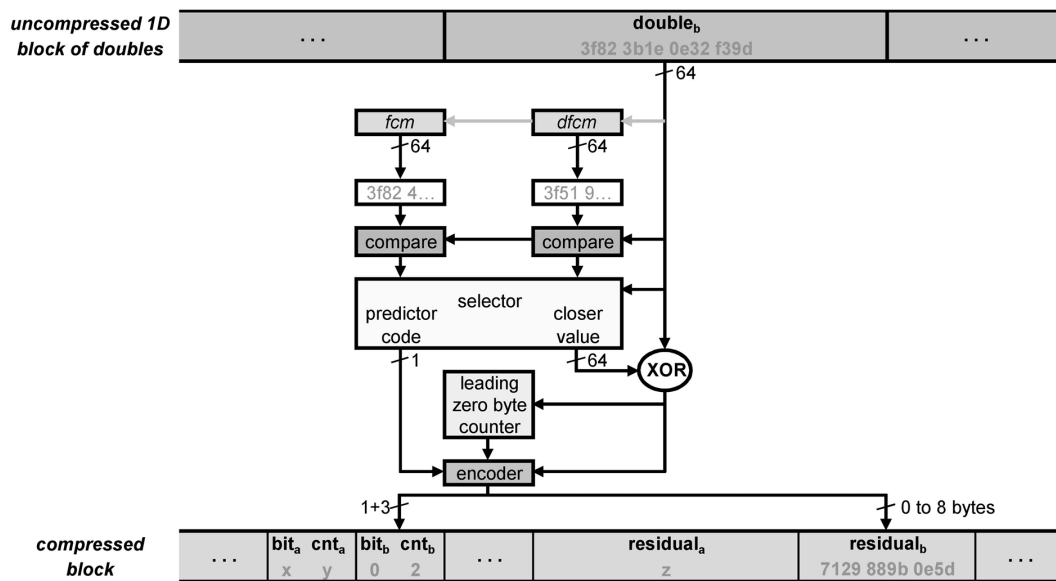 uncompressed 1D
block of doubles
... double_b ...
3f82 3b1e 0e32 f39d
64
fcm dfcm
64 64
3f82 4... 3f51 9...
compare compare
selector
predictor closer
code value
1 64
XOR
leading
zero byte
counter
encoder
1+3 0 to 8 bytes
compressed
block
... bit_a cnt_a bit_b cnt_b ... residual_a residual_b ...
x y 0 2 z 7129 889b 0e5d